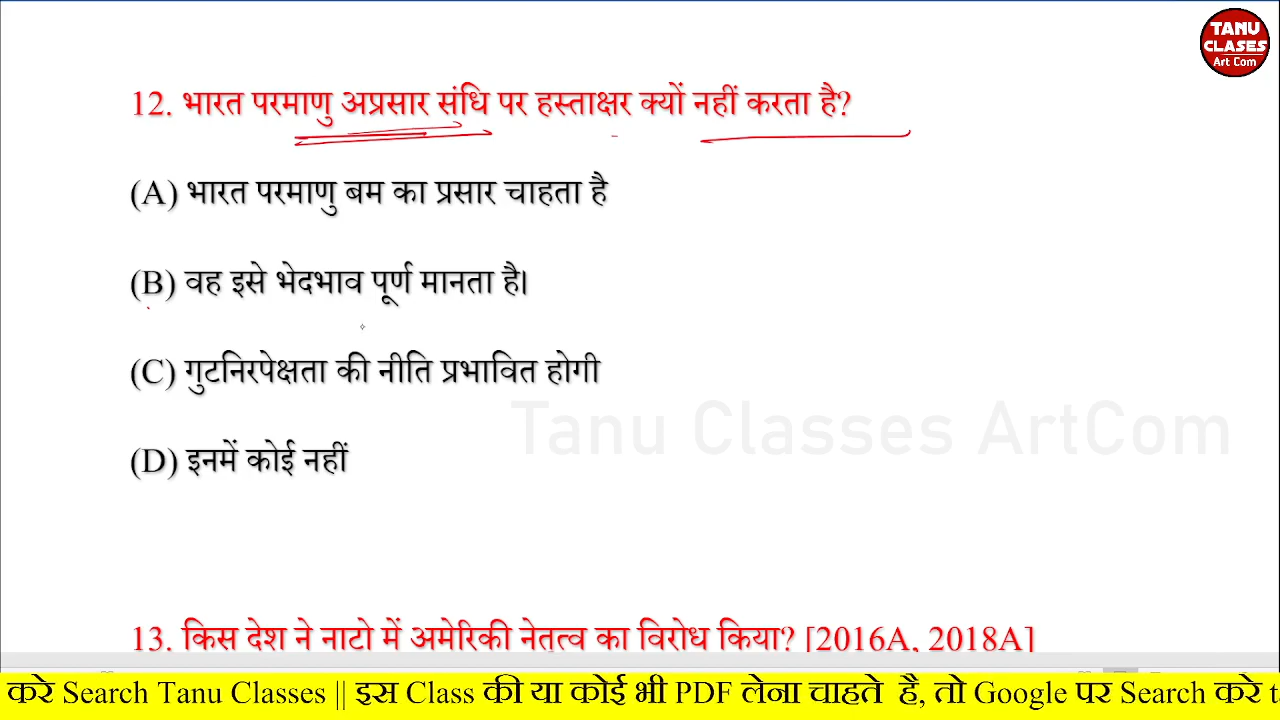 TANU
CLASES
Art Com
12. भारत परमाणु अप्रसार संधि पर हस्ताक्षर क्यों नहीं करता है?
(A) भारत परमाणु बम का प्रसार चाहता है
(B) वह इसे भेदभाव पूर्ण मानता है।
(C) गुटनिरपेक्षता की नीति प्रभावित होगी
Tanu Classes ArtCom
(D) इनमें कोई नहीं
13. किस देश ने नाटो में अमेरिकी नेतृत्व का विरोध किया? [2016A, 2018A]
करे Search Tanu Classes || इस Class की या कोई भी PDF लेना चाहते है, तो Google पर Search करे t